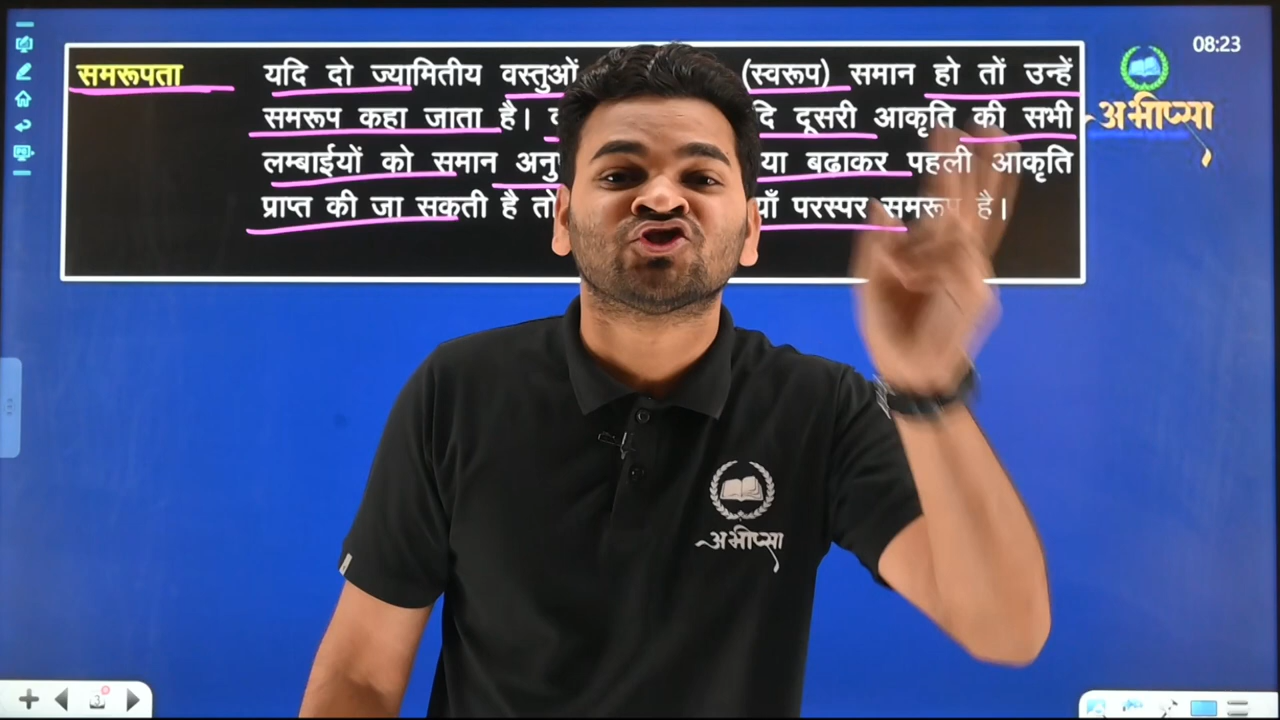 08:23
समरूपता यदि दो ज्यामितीय वस्तुओं (स्वरूप) समान हो तों उन्हें
समरूप कहा जाता है। दि दूसरी आकृति की सभी
लम्बाईयों को समान या बढाकर पहली आकृति
प्राप्त की जा सकती है तो परस्पर समरूप है।
अभीप्सा
अभीप्सा